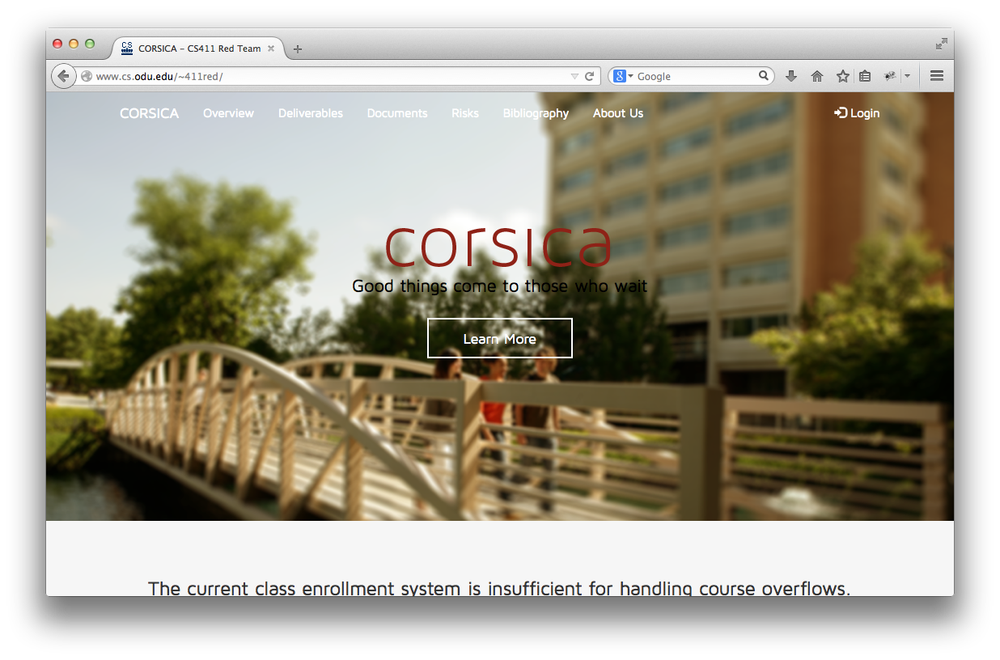 CS
CORSICA – CS411 Red Team
www.cs.odu.edu/~411red/
8 Google
CORSICA Overview Deliverables Documents Risks Bibliography About Us Login
corsica
Good things come to those who wait
Learn More
The current class enrollment system is insufficient for handling course overflows.